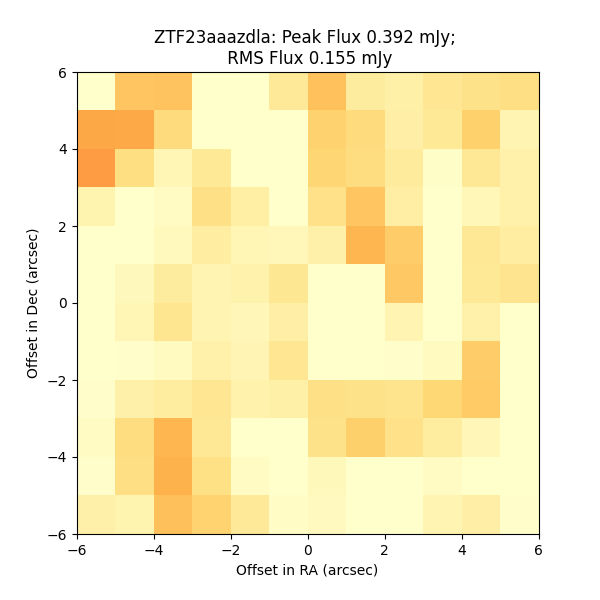 ZTF23aaazdla: Peak Flux 0.392 mJy;
RMS Flux 0.155 mJy
6
4
2
0
−2
−4
−6
Offset in Dec (arcsec)
−6 −4 −2 0 2 4 6
Offset in RA (arcsec)